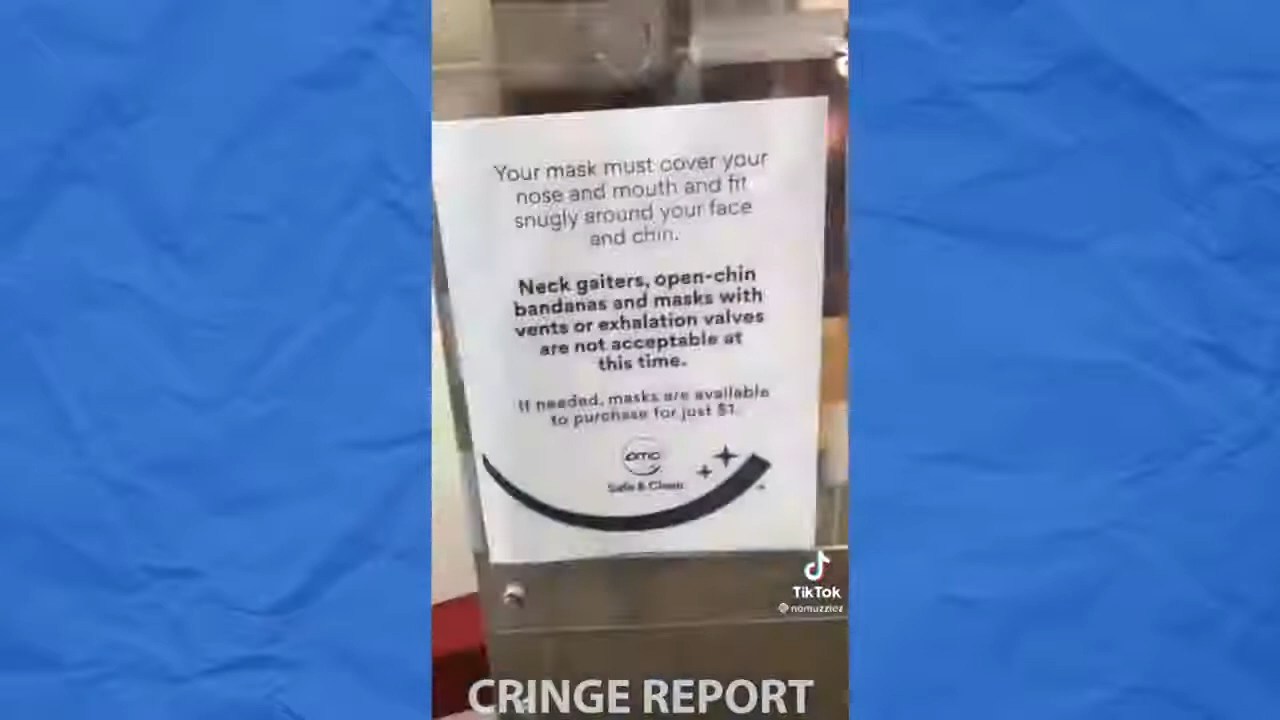 Your mask must cover your
nose and mouth and fit
snugly around your face
and chin.
Neck gaiters, open-chin
bandanas and masks with
vents or exhalation valves
are not acceptable at
this time.
If needed, masks are available
to purchase for just $1.
amc
Safe & Clean
TikTok
nomuzzlez
CRINGE REPORT